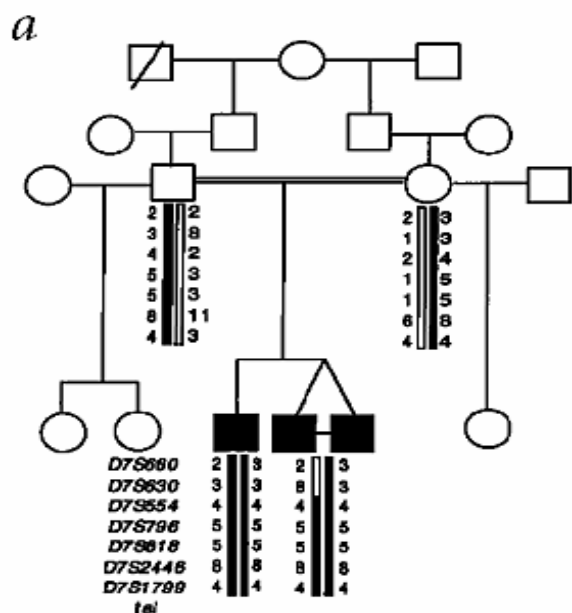 a
2 2 2 3
3 8 1 3
4 2 2 4
5 3 1 5
5 3 1 5
8 11 6 8
4 3 4 4
D7S660 2 3 2 3
D7S630 3 3 8 3
D7S554 4 4 4 4
D7S796 5 5 5 5
D7S618 5 5 5 5
D7S2446 8 8 8 8
D7S1799 4 4 4 4
tel